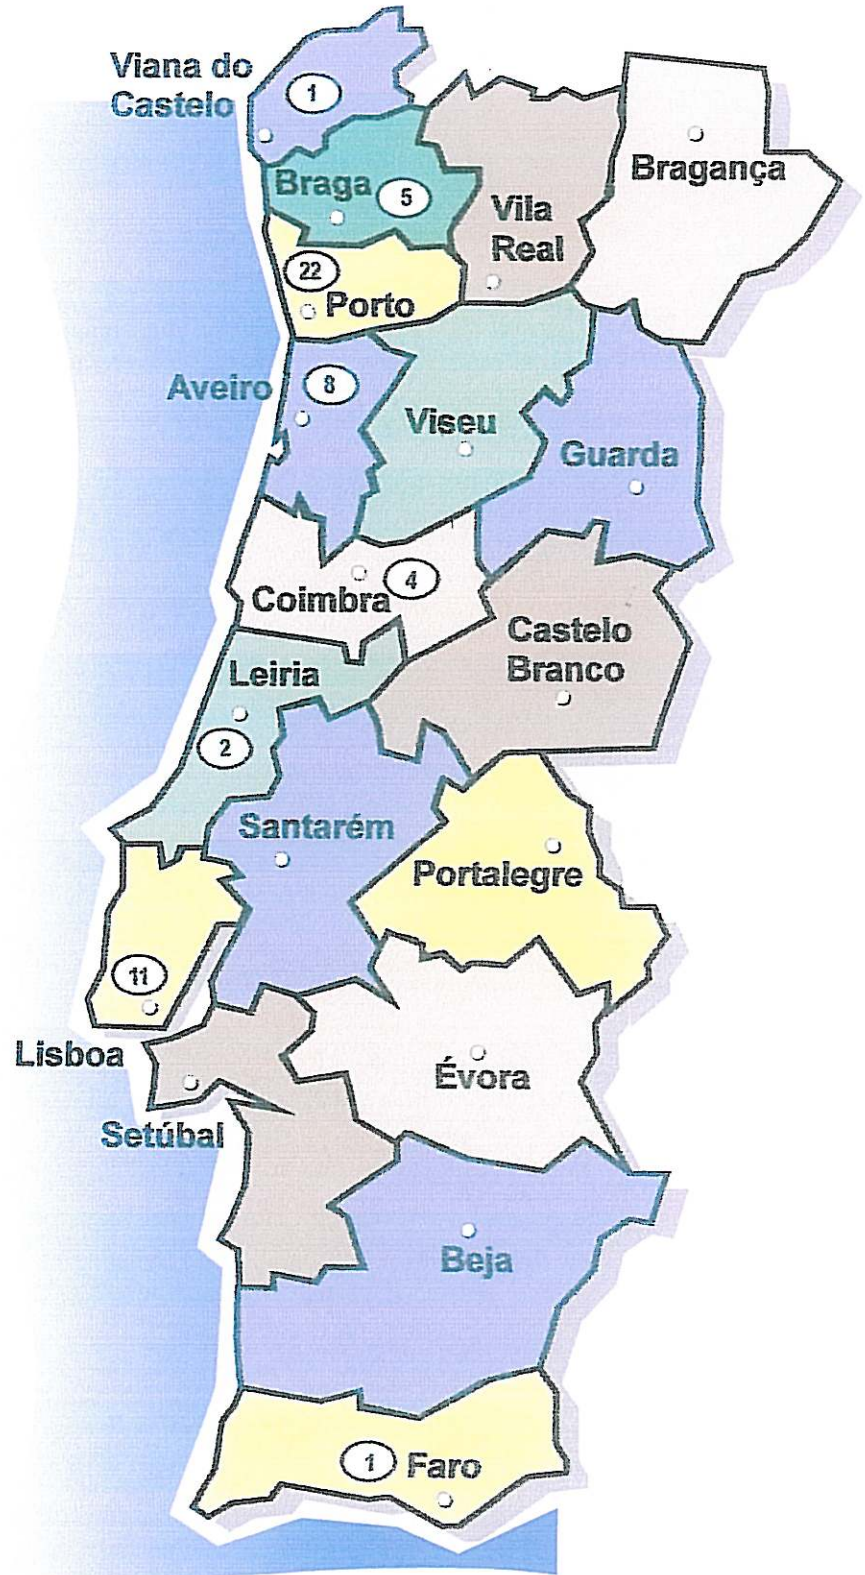 Viana do
Castelo
1
Braga
5
Bragança
Vila
Real
22
Porto
Aveiro
8
Viseu
Guarda
Coimbra
4
Castelo
Branco
Leiria
2
Santarém
Portalegre
11
Lisboa
Évora
Setúbal
Beja
1
Faro